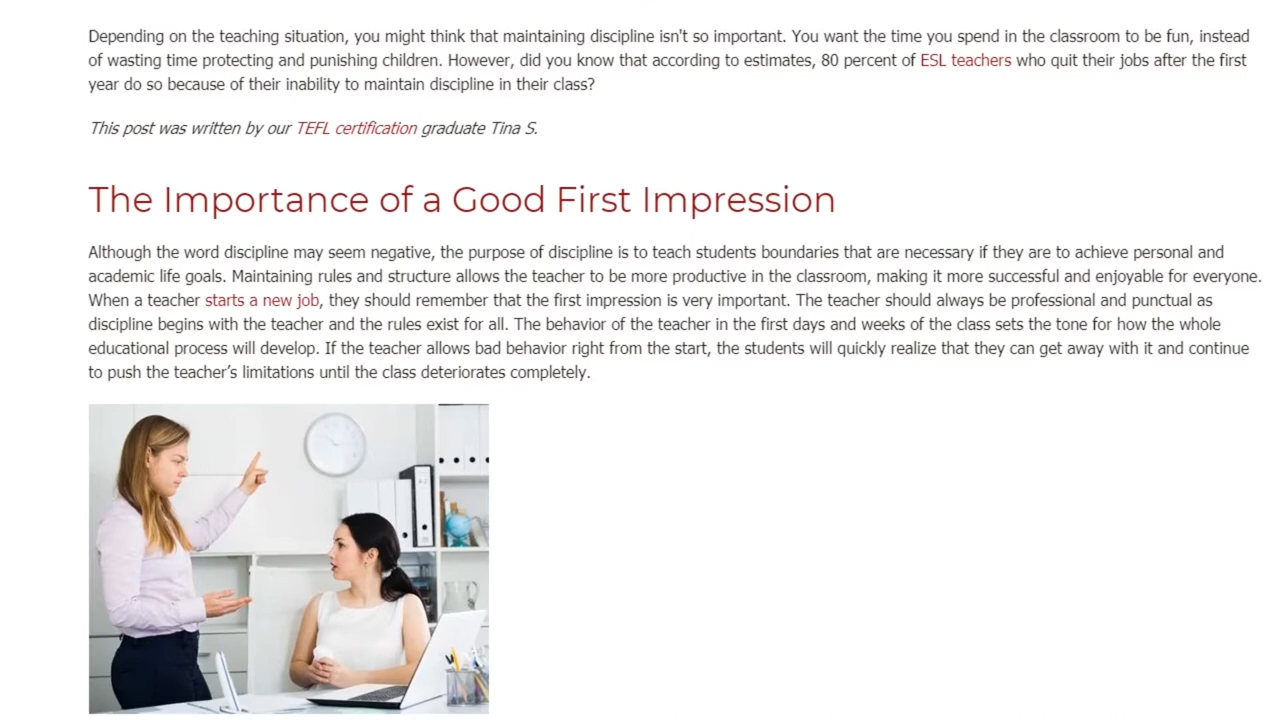 Depending on the teaching situation, you might think that maintaining discipline isn't so important. You want the time you spend in the classroom to be fun, instead
of wasting time protecting and punishing children. However, did you know that according to estimates, 80 percent of ESL teachers who quit their jobs after the first
year do so because of their inability to maintain discipline in their class?
This post was written by our TEFL certification graduate Tina S.
The Importance of a Good First Impression
Although the word discipline may seem negative, the purpose of discipline is to teach students boundaries that are necessary if they are to achieve personal and
academic life goals. Maintaining rules and structure allows the teacher to be more productive in the classroom, making it more successful and enjoyable for everyone.
When a teacher starts a new job, they should remember that the first impression is very important. The teacher should always be professional and punctual as
discipline begins with the teacher and the rules exist for all. The behavior of the teacher in the first days and weeks of the class sets the tone for how the whole
educational process will develop. If the teacher allows bad behavior right from the start, the students will quickly realize that they can get away with it and continue
to push the teacher’s limitations until the class deteriorates completely.